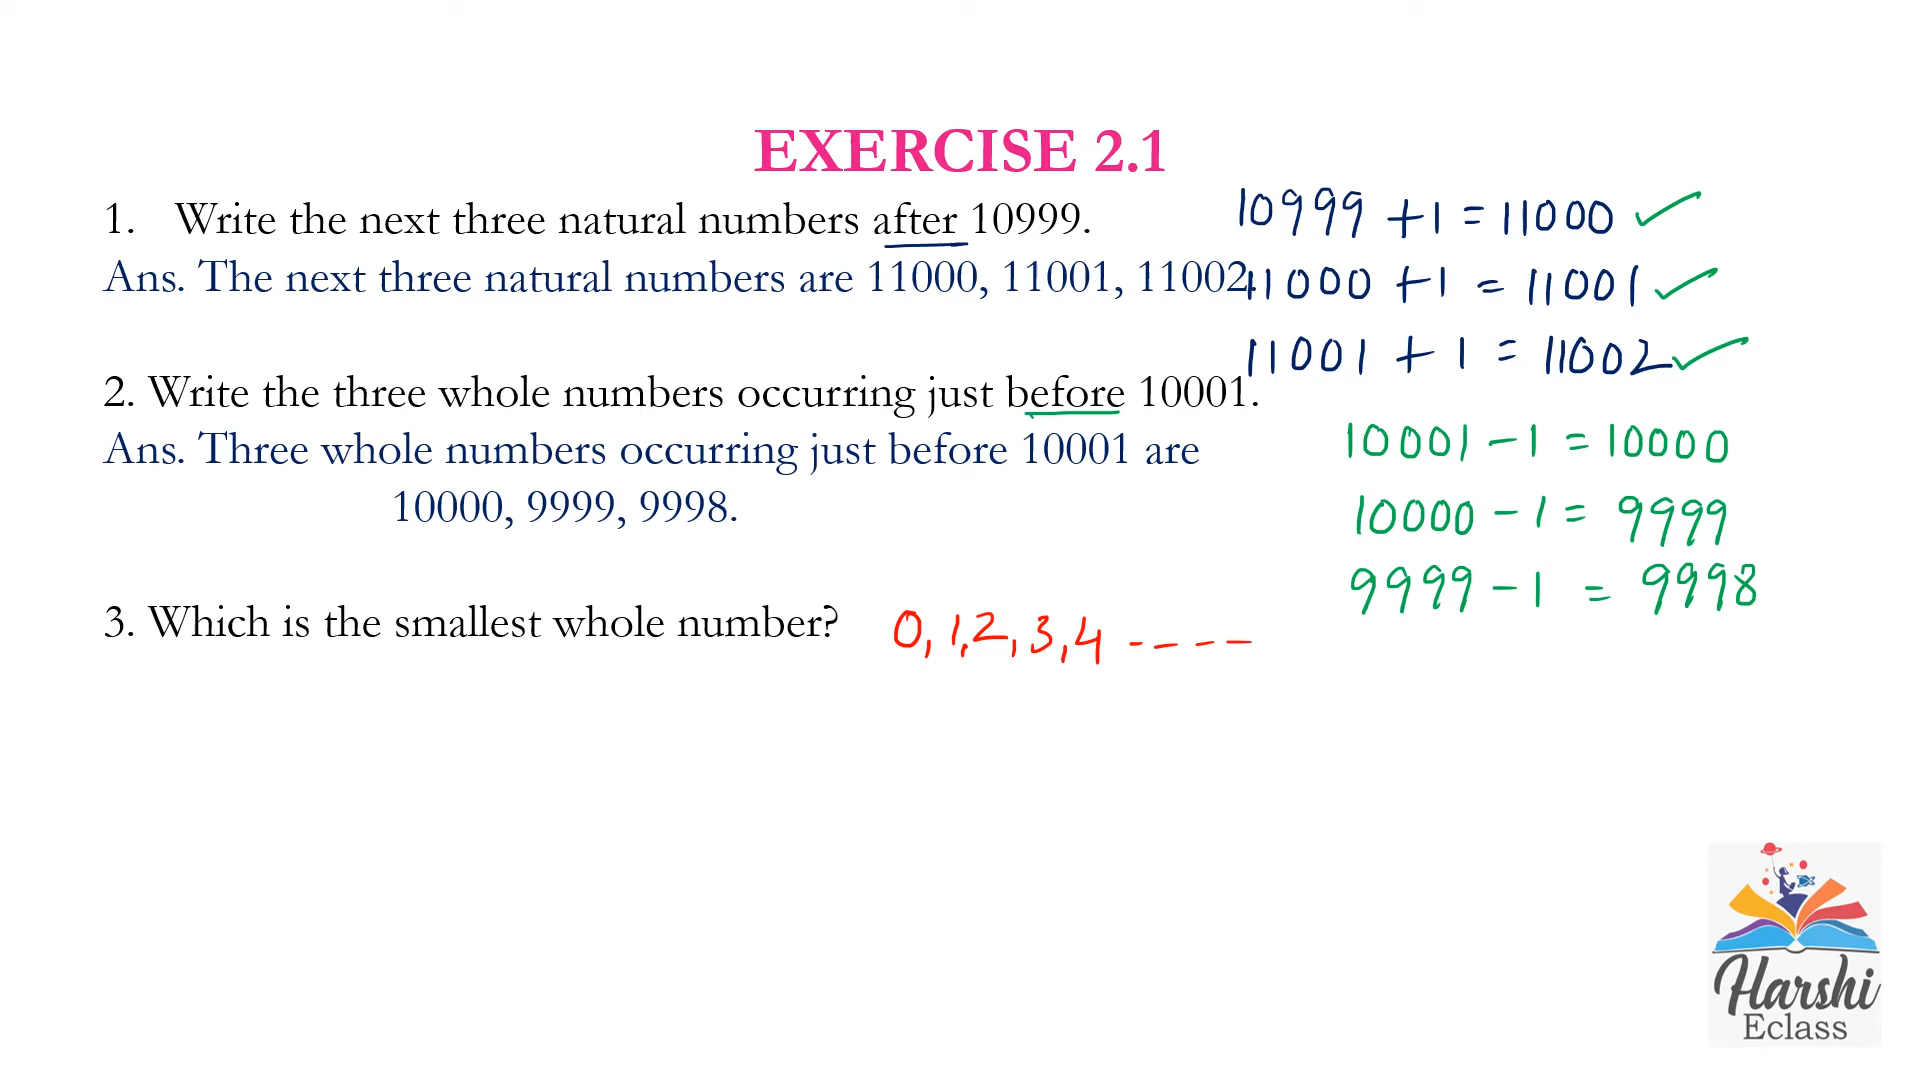 EXERCISE 2.1
1. Write the next three natural numbers after 10999.
10999 + 1 = 11000 ✓
Ans. The next three natural numbers are 11000, 11001, 11002.
11000 + 1 = 11001 ✓
11001 + 1 = 11002 ✓
2. Write the three whole numbers occurring just before 10001.
10001 - 1 = 10000
Ans. Three whole numbers occurring just before 10001 are
10000, 9999, 9998.
10000 - 1 = 9999
9999 - 1 = 9998
3. Which is the smallest whole number?
0, 1, 2, 3, 4 - - - -
Harshi
Eclass